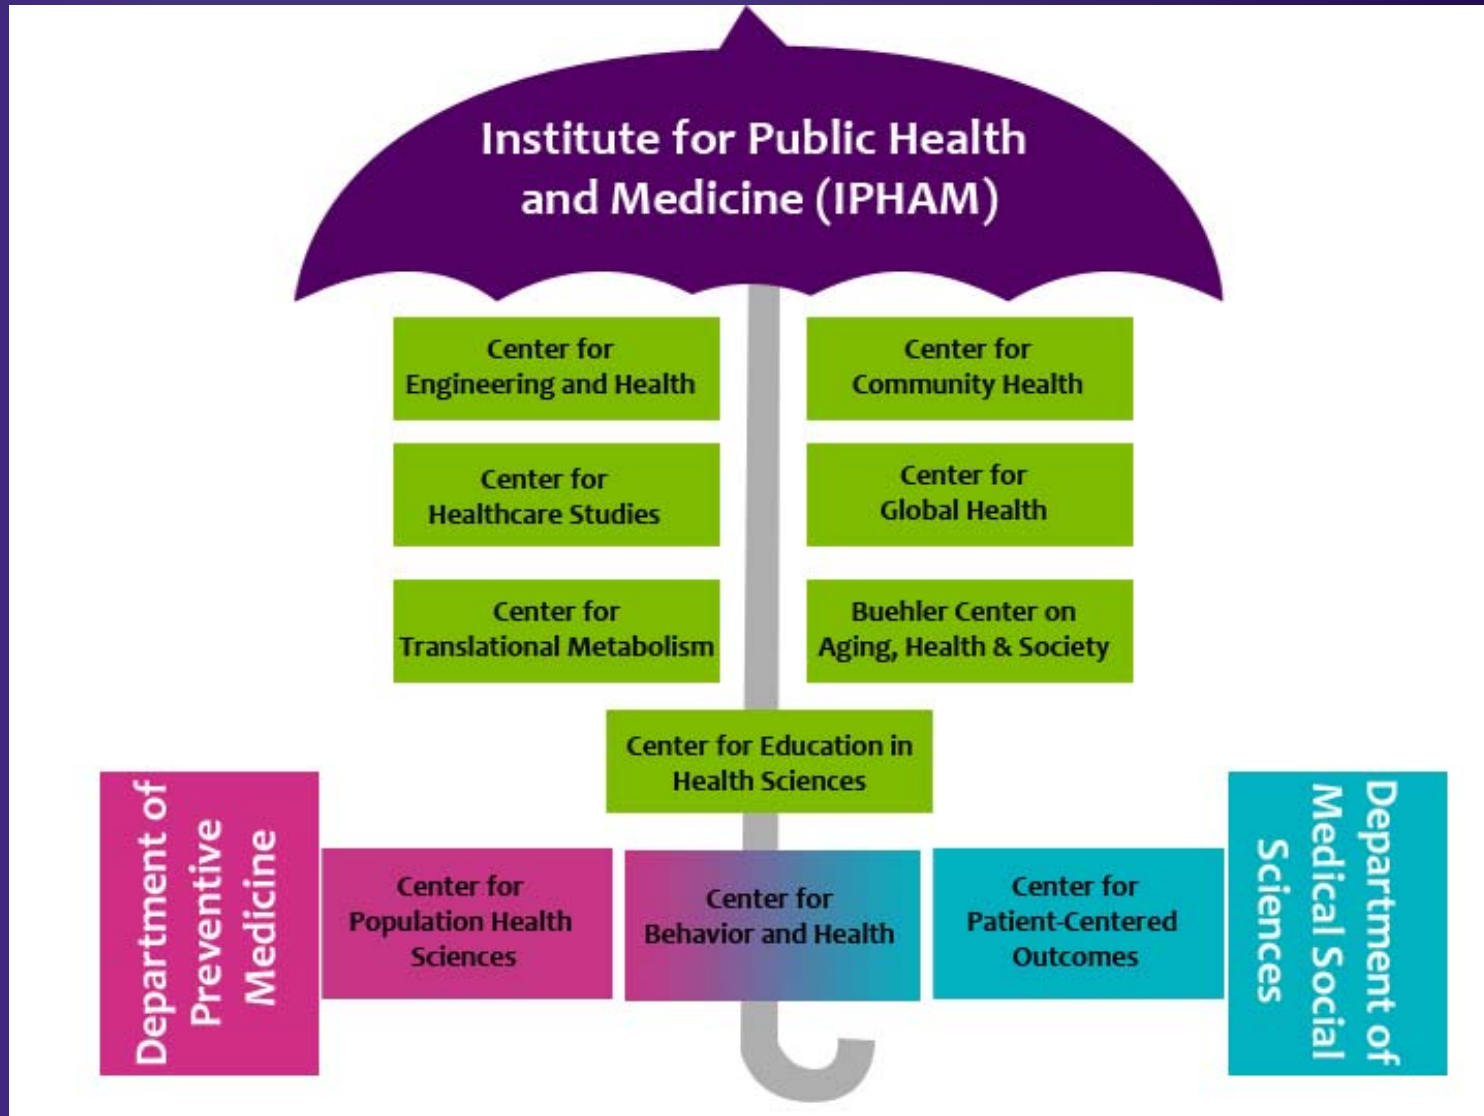 Institute for Public Health
and Medicine (IPHAM)
Center for
Engineering and Health
Center for
Community Health
Center for
Healthcare Studies
Center for
Global Health
Center for
Translational Metabolism
Buehler Center on
Aging, Health & Society
Center for Education in
Health Sciences
Department of
Preventive
Medicine
Center for
Population Health
Sciences
Center for
Behavior and Health
Center for
Patient-Centered
Outcomes
Department of
Medical Social
Sciences